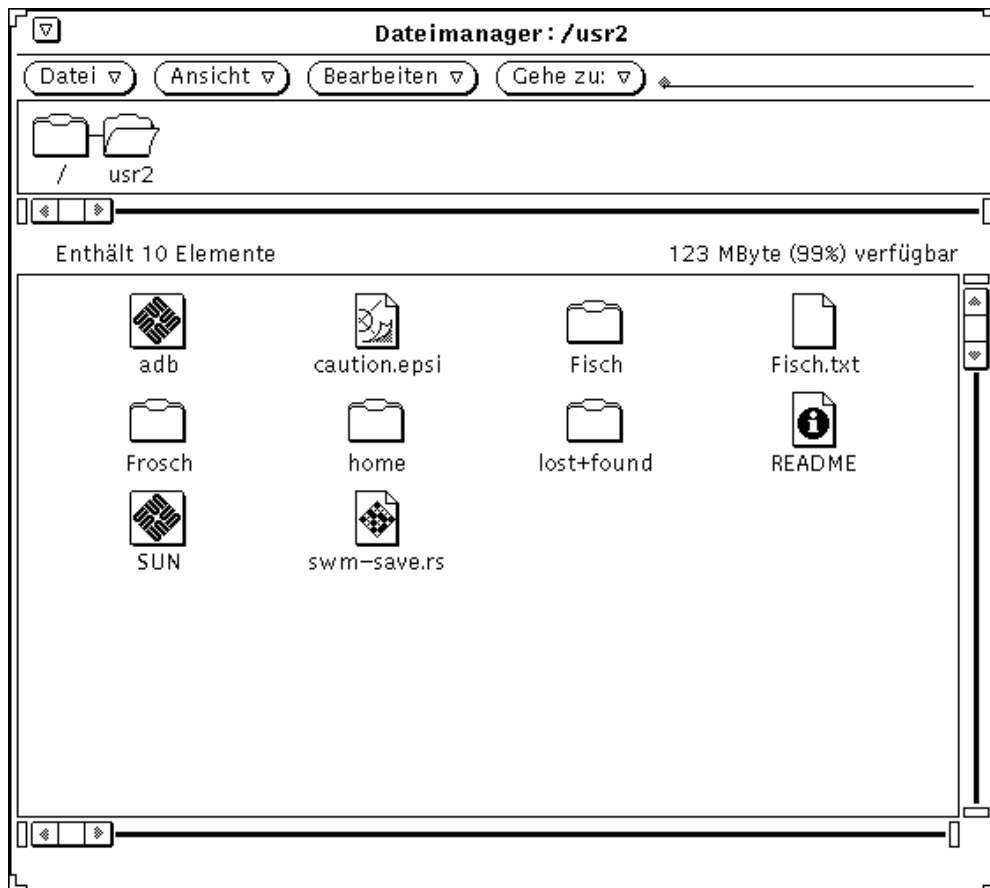 Dateimanager: /usr2
Datei Ansicht Bearbeiten Gehe zu:
/ usr2
Enthält 10 Elemente 123 MByte (99%) verfügbar
adb caution.epsi Fisch Fisch.txt
Frosch home lost+found README
SUN swm-save.rs